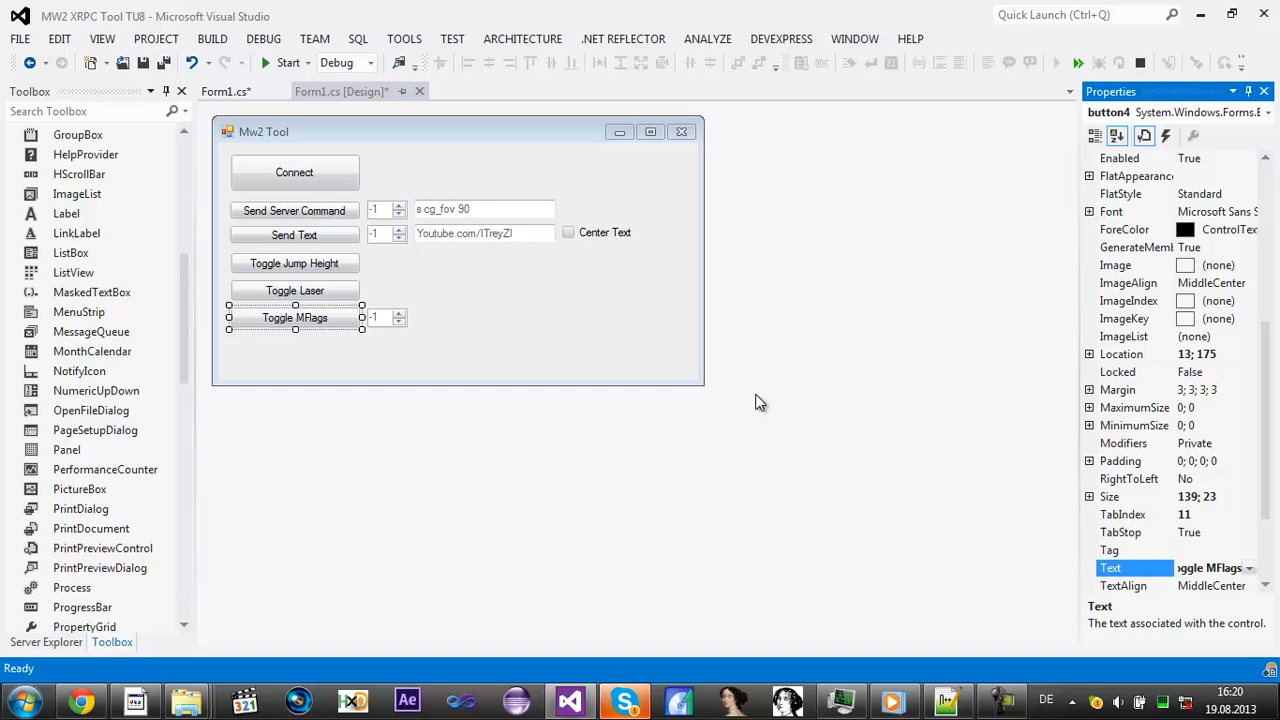 MW2 XRPC Tool TU8 - Microsoft Visual Studio
Quick Launch (Ctrl+Q)
FILE EDIT VIEW PROJECT BUILD DEBUG TEAM SQL TOOLS TEST ARCHITECTURE .NET REFLECTOR ANALYZE DEVEXPRESS WINDOW HELP
Start Debug
Toolbox
Form1.cs*
Form1.cs [Design]*
Properties
Search Toolbox
button4 System.Windows.Forms.E
GroupBox
HelpProvider
HScrollBar
ImageList
Label
LinkLabel
ListBox
ListView
MaskedTextBox
MenuStrip
MessageQueue
MonthCalendar
NotifyIcon
NumericUpDown
OpenFileDialog
PageSetupDialog
Panel
PerformanceCounter
PictureBox
PrintDialog
PrintDocument
PrintPreviewControl
PrintPreviewDialog
Process
ProgressBar
PropertyGrid
Server Explorer Toolbox
Mw2 Tool
Connect
Send Server Command -1 s cg_fov 90
Send Text -1 Youtube.com/ITreyZI Center Text
Toggle Jump Height
Toggle Laser
Toggle MFlags -1
Enabled True
FlatAppearance
FlatStyle Standard
Font Microsoft Sans S
ForeColor ControlText
GenerateMemb True
Image (none)
ImageAlign MiddleCenter
ImageIndex (none)
ImageKey (none)
ImageList (none)
Location 13; 175
Locked False
Margin 3; 3; 3; 3
MaximumSize 0; 0
MinimumSize 0; 0
Modifiers Private
Padding 0; 0; 0; 0
RightToLeft No
Size 139; 23
TabIndex 11
TabStop True
Tag
Text oggle MFlags
TextAlign MiddleCenter
Text
The text associated with the control.
Ready
321
HxD
Ae
DE
16:20
19.08.2013